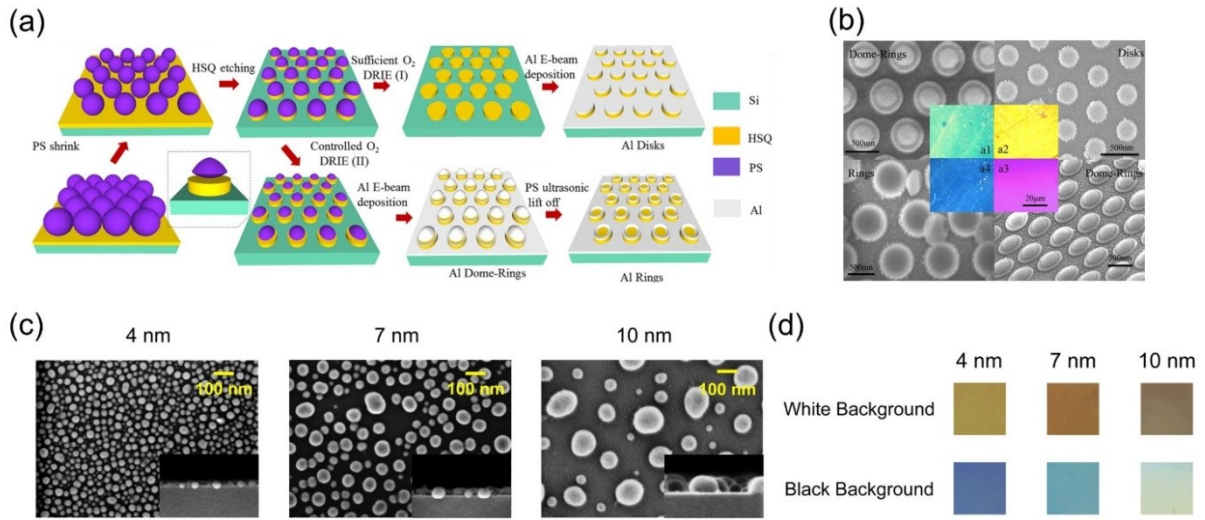 (a)
PS shrink
HSQ etching
Sufficient O2
DRIE (I)
Al E-beam
deposition
Al Disks
Controlled O2
DRIE (II)
Al E-beam
deposition
Al Dome-Rings
PS ultrasonic
lift off
Al Rings
Si
HSQ
PS
Al
(b)
Dome-Rings
500nm
Disks
500nm
a1
a2
a4
a3
20μm
Rings
500nm
Dome-Rings
500nm
(c)
4 nm
7 nm
10 nm
100 nm
100 nm
100 nm
(d)
4 nm
7 nm
10 nm
White Background
Black Background